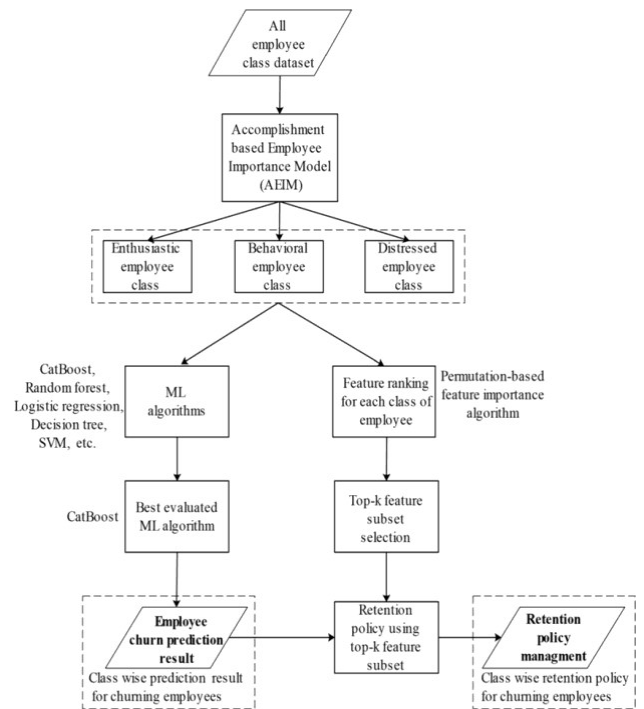 All
employee
class dataset
Accomplishment
based Employee
Importance Model
(AEIM)
Enthusiastic
employee
class
Behavioral
employee
class
Distressed
employee
class
CatBoost,
Random forest,
Logistic regression,
Decision tree,
SVM, etc.
ML
algorithms
Feature ranking
for each class of
employee
Permutation-based
feature importance
algorithm
CatBoost
Best evaluated
ML algorithm
Top-k feature
subset
selection
Employee
churn prediction
result
Class wise prediction result
for churning employees
Retention
policy using
top-k feature
subset
Retention
policy
managment
Class wise retention policy
for churning employees